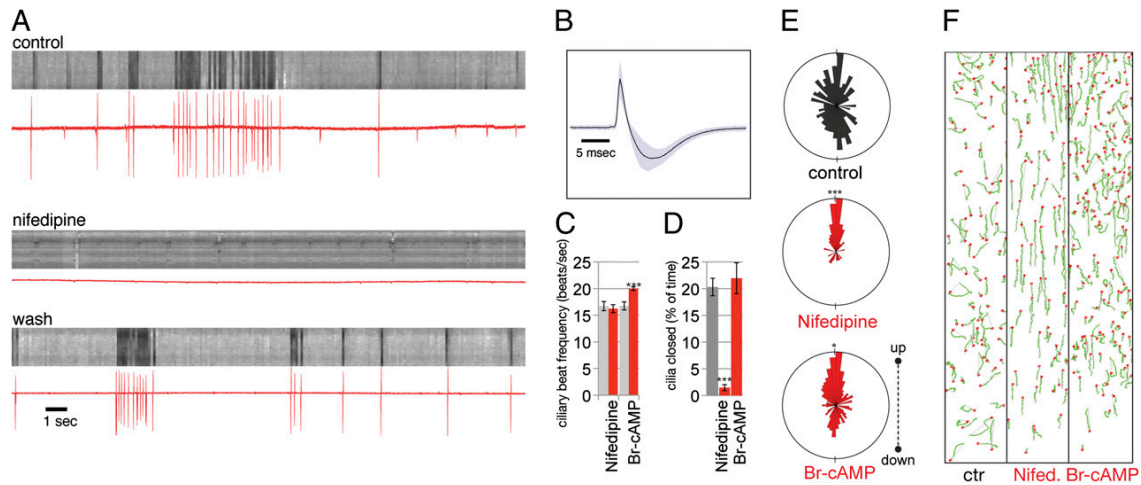 A
control
nifedipine
wash
1 sec
B
5 msec
C
ciliary beat frequency (beats/sec)
25
20
15
10
5
0
***
Nifedipine
Br-cAMP
D
cilia closed (% of time)
25
20
15
10
5
0
***
Nifedipine
Br-cAMP
E
control
***
Nifedipine
*
up
down
Br-cAMP
F
ctr
Nifed.
Br-cAMP